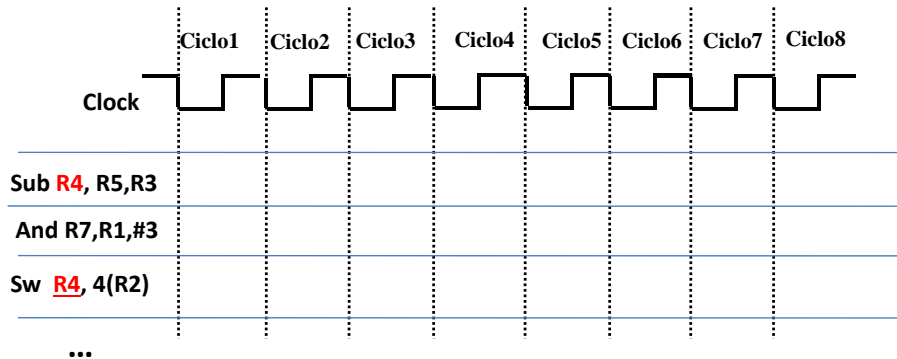 Ciclo1 Ciclo2 Ciclo3 Ciclo4 Ciclo5 Ciclo6 Ciclo7 Ciclo8
Clock
Sub R4, R5,R3
And R7,R1,#3
Sw R4, 4(R2)
...